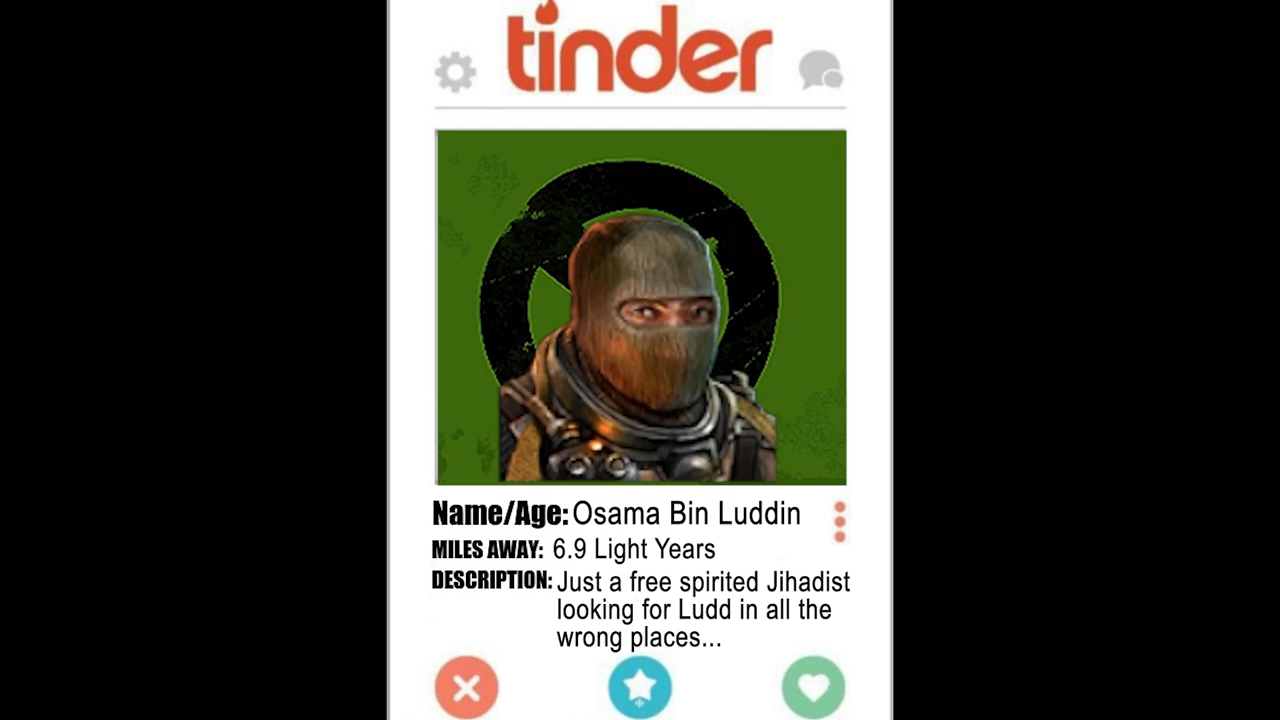 tinder
Name/Age: Osama Bin Luddin
MILES AWAY: 6.9 Light Years
DESCRIPTION: Just a free spirited Jihadist
looking for Ludd in all the
wrong places...